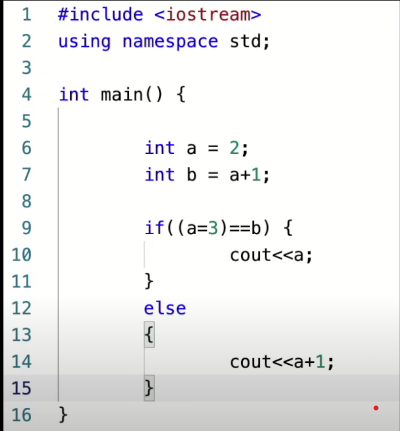 1 #include <iostream>
2 using namespace std;
3
4 int main() {
5
6 int a = 2;
7 int b = a+1;
8
9 if((a=3)==b) {
10 cout<<a;
11 }
12 else
13 {
14 cout<<a+1;
15 }
16 }